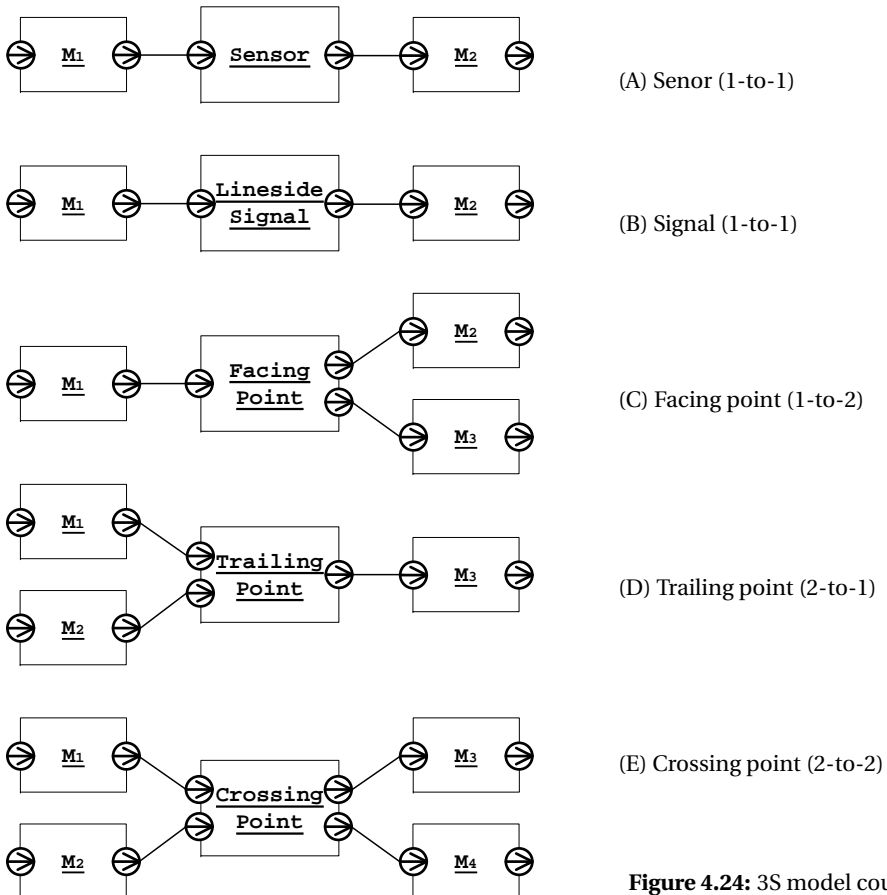 M1 Sensor M2
(A) Senor (1-to-1)
M1 Lineside Signal M2
(B) Signal (1-to-1)
M1 Facing Point M2
M3
(C) Facing point (1-to-2)
M1
M2 Trailing Point M3
(D) Trailing point (2-to-1)
M1 M3
Crossing Point
M2 M4
(E) Crossing point (2-to-2)
Figure 4.24: 3S model cou